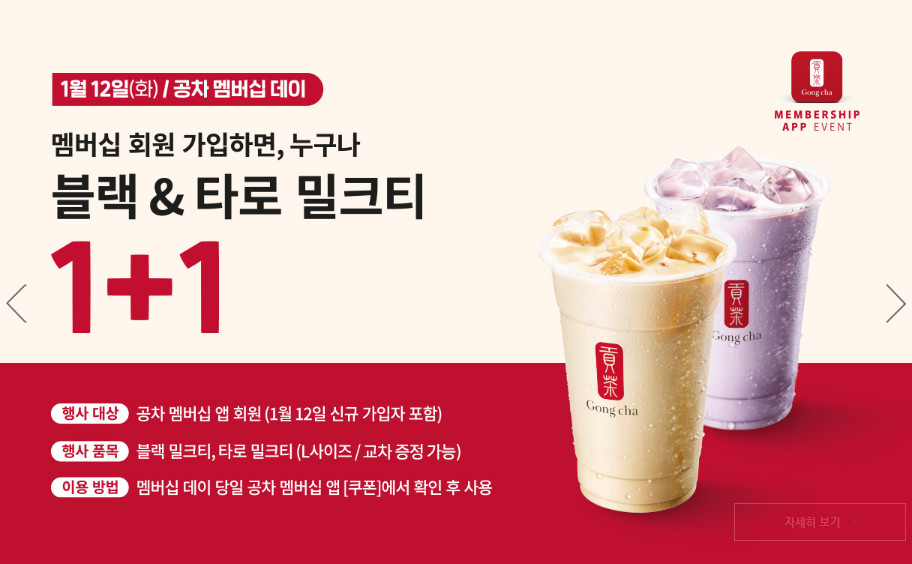 1월 12일(화) / 공차 멤버십 데이
貢茶
Gong cha
MEMBERSHIP
APP EVENT
멤버십 회원 가입하면, 누구나
블랙 & 타로 밀크티
1+1
貢茶
Gong cha
貢茶
Gong cha
행사 대상 공차 멤버십 앱 회원 (1월 12일 신규 가입자 포함)
행사 품목 블랙 밀크티, 타로 밀크티 (L사이즈 / 교차 증정 가능)
이용 방법 멤버십 데이 당일 공차 멤버십 앱 [쿠폰]에서 확인 후 사용
자세히 보기